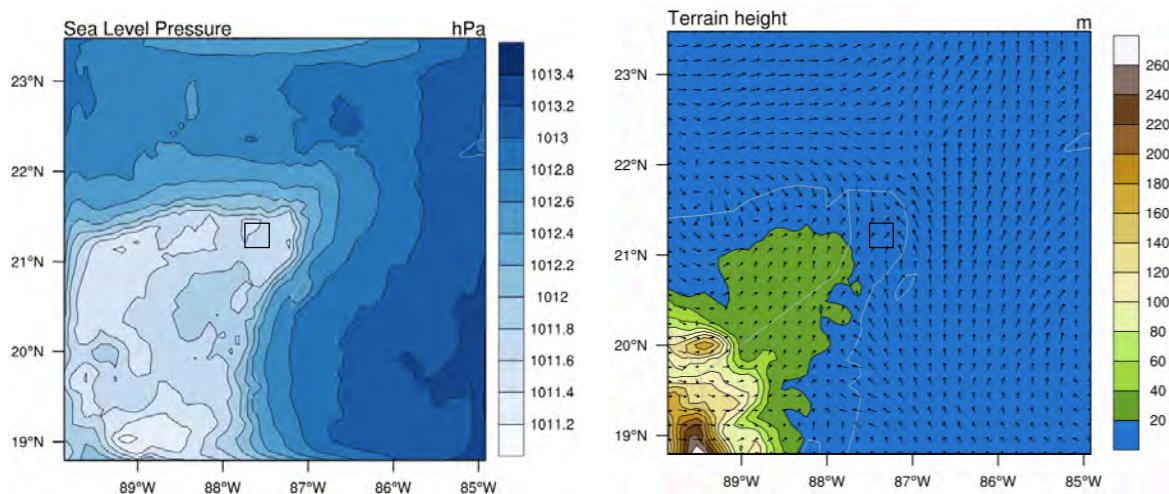 Sea Level Pressure hPa
23°N
22°N
21°N
20°N
19°N
89°W 88°W 87°W 86°W 85°W
1013.4
1013.2
1013
1012.8
1012.6
1012.4
1012.2
1012
1011.8
1011.6
1011.4
1011.2
Terrain height m
23°N
22°N
21°N
20°N
19°N
89°W 88°W 87°W 86°W 85°W
260
240
220
200
180
160
140
120
100
80
60
40
20